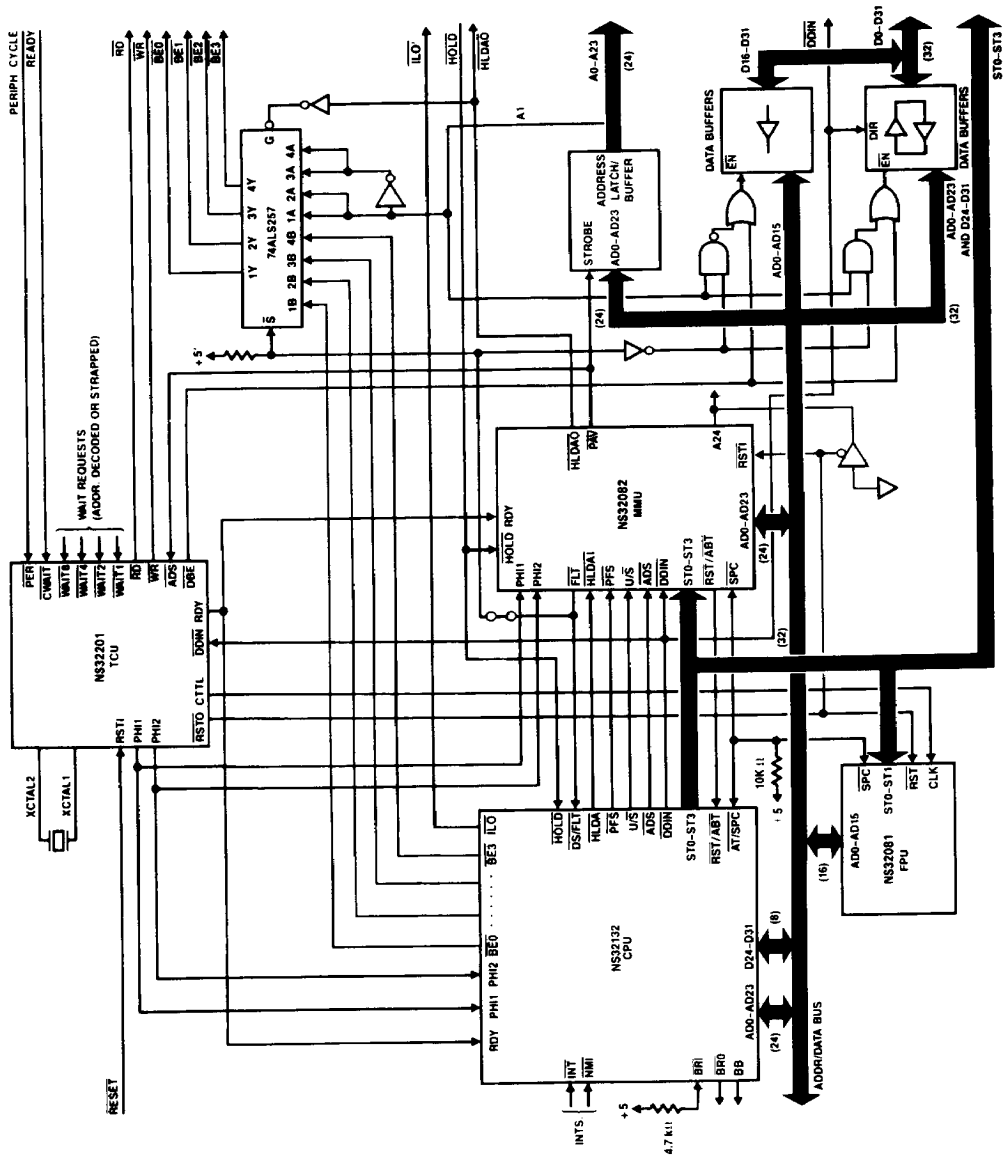 PERIPH CYCLE
READY
RD
WR
BE0
BE1
BE2
BE3
ILO'
HOLD
HLDAO
A0-A23
(24)
D16-D31
DDIN
D0-D31
(32)
ST0-ST3
WAIT REQUESTS
(ADDR. DECODED OR STRAPPED)
PER
CWAIT
WAIT8
WAIT4
WAIT2
WAIT1
RD
WR
ADS
DBE
NS32201
TCU
XCTAL2
XCTAL1
RSTI
PHI1
PHI2
RSTO
CTTL
DDIN
RDY
RESET
+5'
G
74ALS257
4Y
3Y
2Y
1Y
S
1B
2B
3B
4B
1A
2A
3A
4A
A1
STROBE
ADDRESS
LATCH/
BUFFER
AD0-AD23
(24)
DATA BUFFERS
EN
AD0-AD15
DIR
EN
DATA BUFFERS
AD0-AD23
AND D24-D31
(32)
HOLD
RDY
HLDAO
PAV
PHI1
PHI2
FLT
HLDAI
PFS
U/S
ADS
DDIN
ST0-ST3
RST/ABT
SPC
NS32082
MMU
A24
RSTI
AD0-AD23
(24)
(32)
RDY
PHI1
PHI2
BE0
BE3
ILO
HOLD
DS/FLT
HLDA
PFS
U/S
ADS
DDIN
ST0-ST3
RST/ABT
AT/SPC
NS32132
CPU
INT
NMI
INTS.
+5
4.7 kΩ
BRI
BRO
BB
AD0-AD23
D24-D31
(24)
(8)
ADDR/DATA BUS
10K Ω
+5
SPC
ST0-ST1
RST
CLK
AD0-AD15
(16)
NS32081
FPU